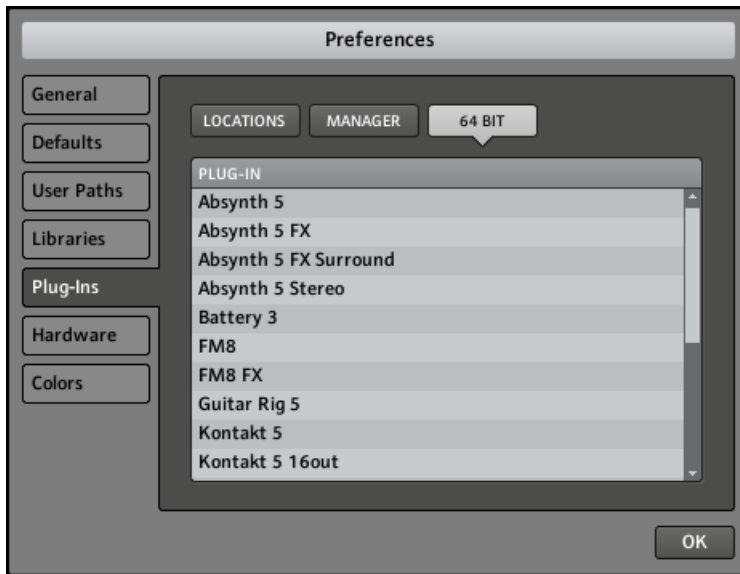 Preferences
General
Defaults
User Paths
Libraries
Plug-Ins
Hardware
Colors
LOCATIONS MANAGER 64 BIT
PLUG-IN
Absynth 5
Absynth 5 FX
Absynth 5 FX Surround
Absynth 5 Stereo
Battery 3
FM8
FM8 FX
Guitar Rig 5
Kontakt 5
Kontakt 5 16out
OK